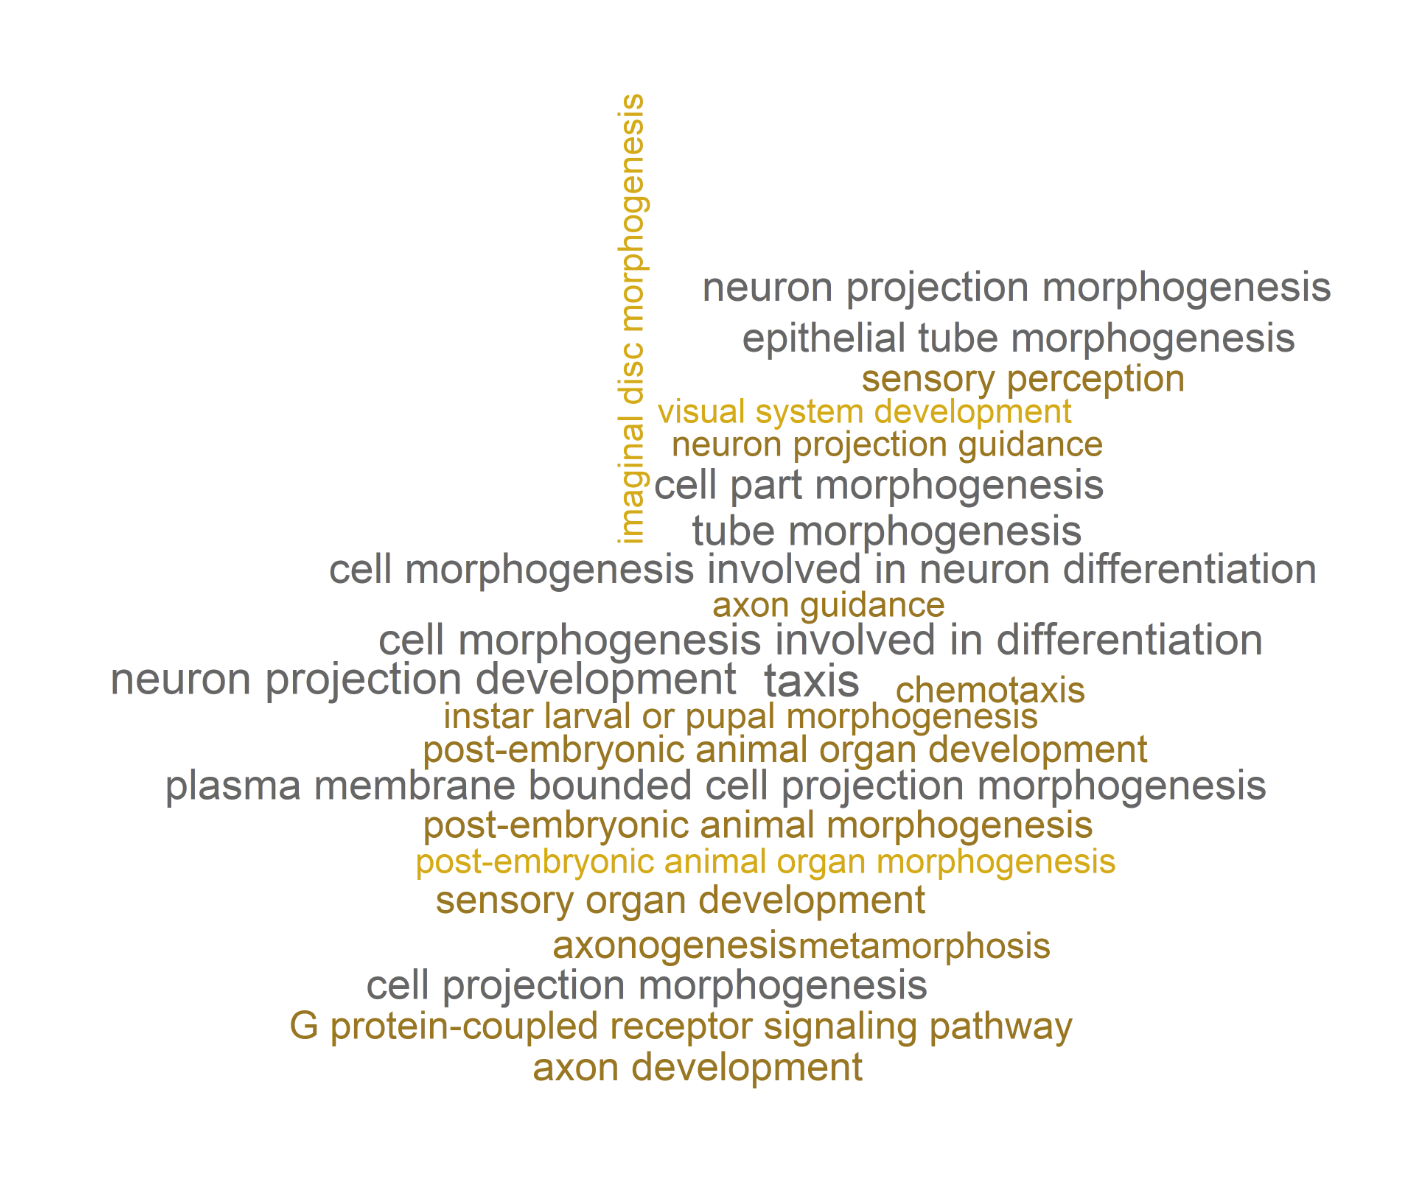 imaginal disc morphogenesis
neuron projection morphogenesis
epithelial tube morphogenesis
sensory perception
visual system development
neuron projection guidance
cell part morphogenesis
tube morphogenesis
cell morphogenesis involved in neuron differentiation
axon guidance
cell morphogenesis involved in differentiation
neuron projection development taxis chemotaxis
instar larval or pupal morphogenesis
post-embryonic animal organ development
plasma membrane bounded cell projection morphogenesis
post-embryonic animal morphogenesis
post-embryonic animal organ morphogenesis
sensory organ development
axonogenesis metamorphosis
cell projection morphogenesis
G protein-coupled receptor signaling pathway
axon development